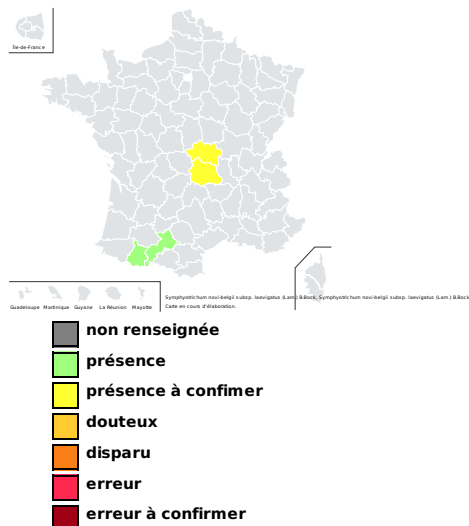 Île-de-France
Guadeloupe Martinique Guyane La Réunion Mayotte
Symphyotrichum novi-belgii subsp. laevigatus (Lam.) B.Bock, Symphyotrichum novi-belgii subsp. laevigatus (Lam.) B.Bock
Carte en cours d'élaboration.
non renseignée
présence
présence à confimer
douteux
disparu
erreur
erreur à confirmer